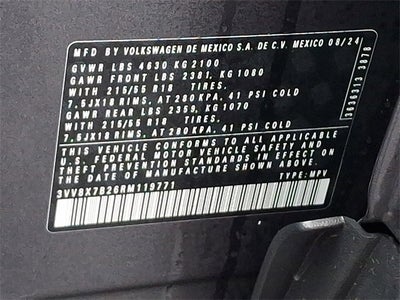 MFD BY VOLKSWAGEN DE MEXICO S.A. DE C.V. MEXICO 08/24
GVWR LBS 4630 KG 2100
GAWR FRONT LBS 2381, KG 1080
WITH 215/55 R18 TIRES.
7.5JX18 RIMS, AT 280 KPA. 41 PSI COLD
GAWR REAR LBS 2359, KG 1070
WITH 215/55 R18 TIRES.
7.5JX18 RIMS, AT 280 KPA. 41 PSI COLD
THIS VEHICLE CONFORMS TO ALL APPLICABLE
U.S. FEDERAL MOTOR VEHICLE SAFETY AND
THEFT PREVENTION STANDARDS IN EFFECT ON
THE DATE OF MANUFACTURE SHOWN ABOVE.
3VV8X7B26RM119771 TYPE: MPV
3836313 3878